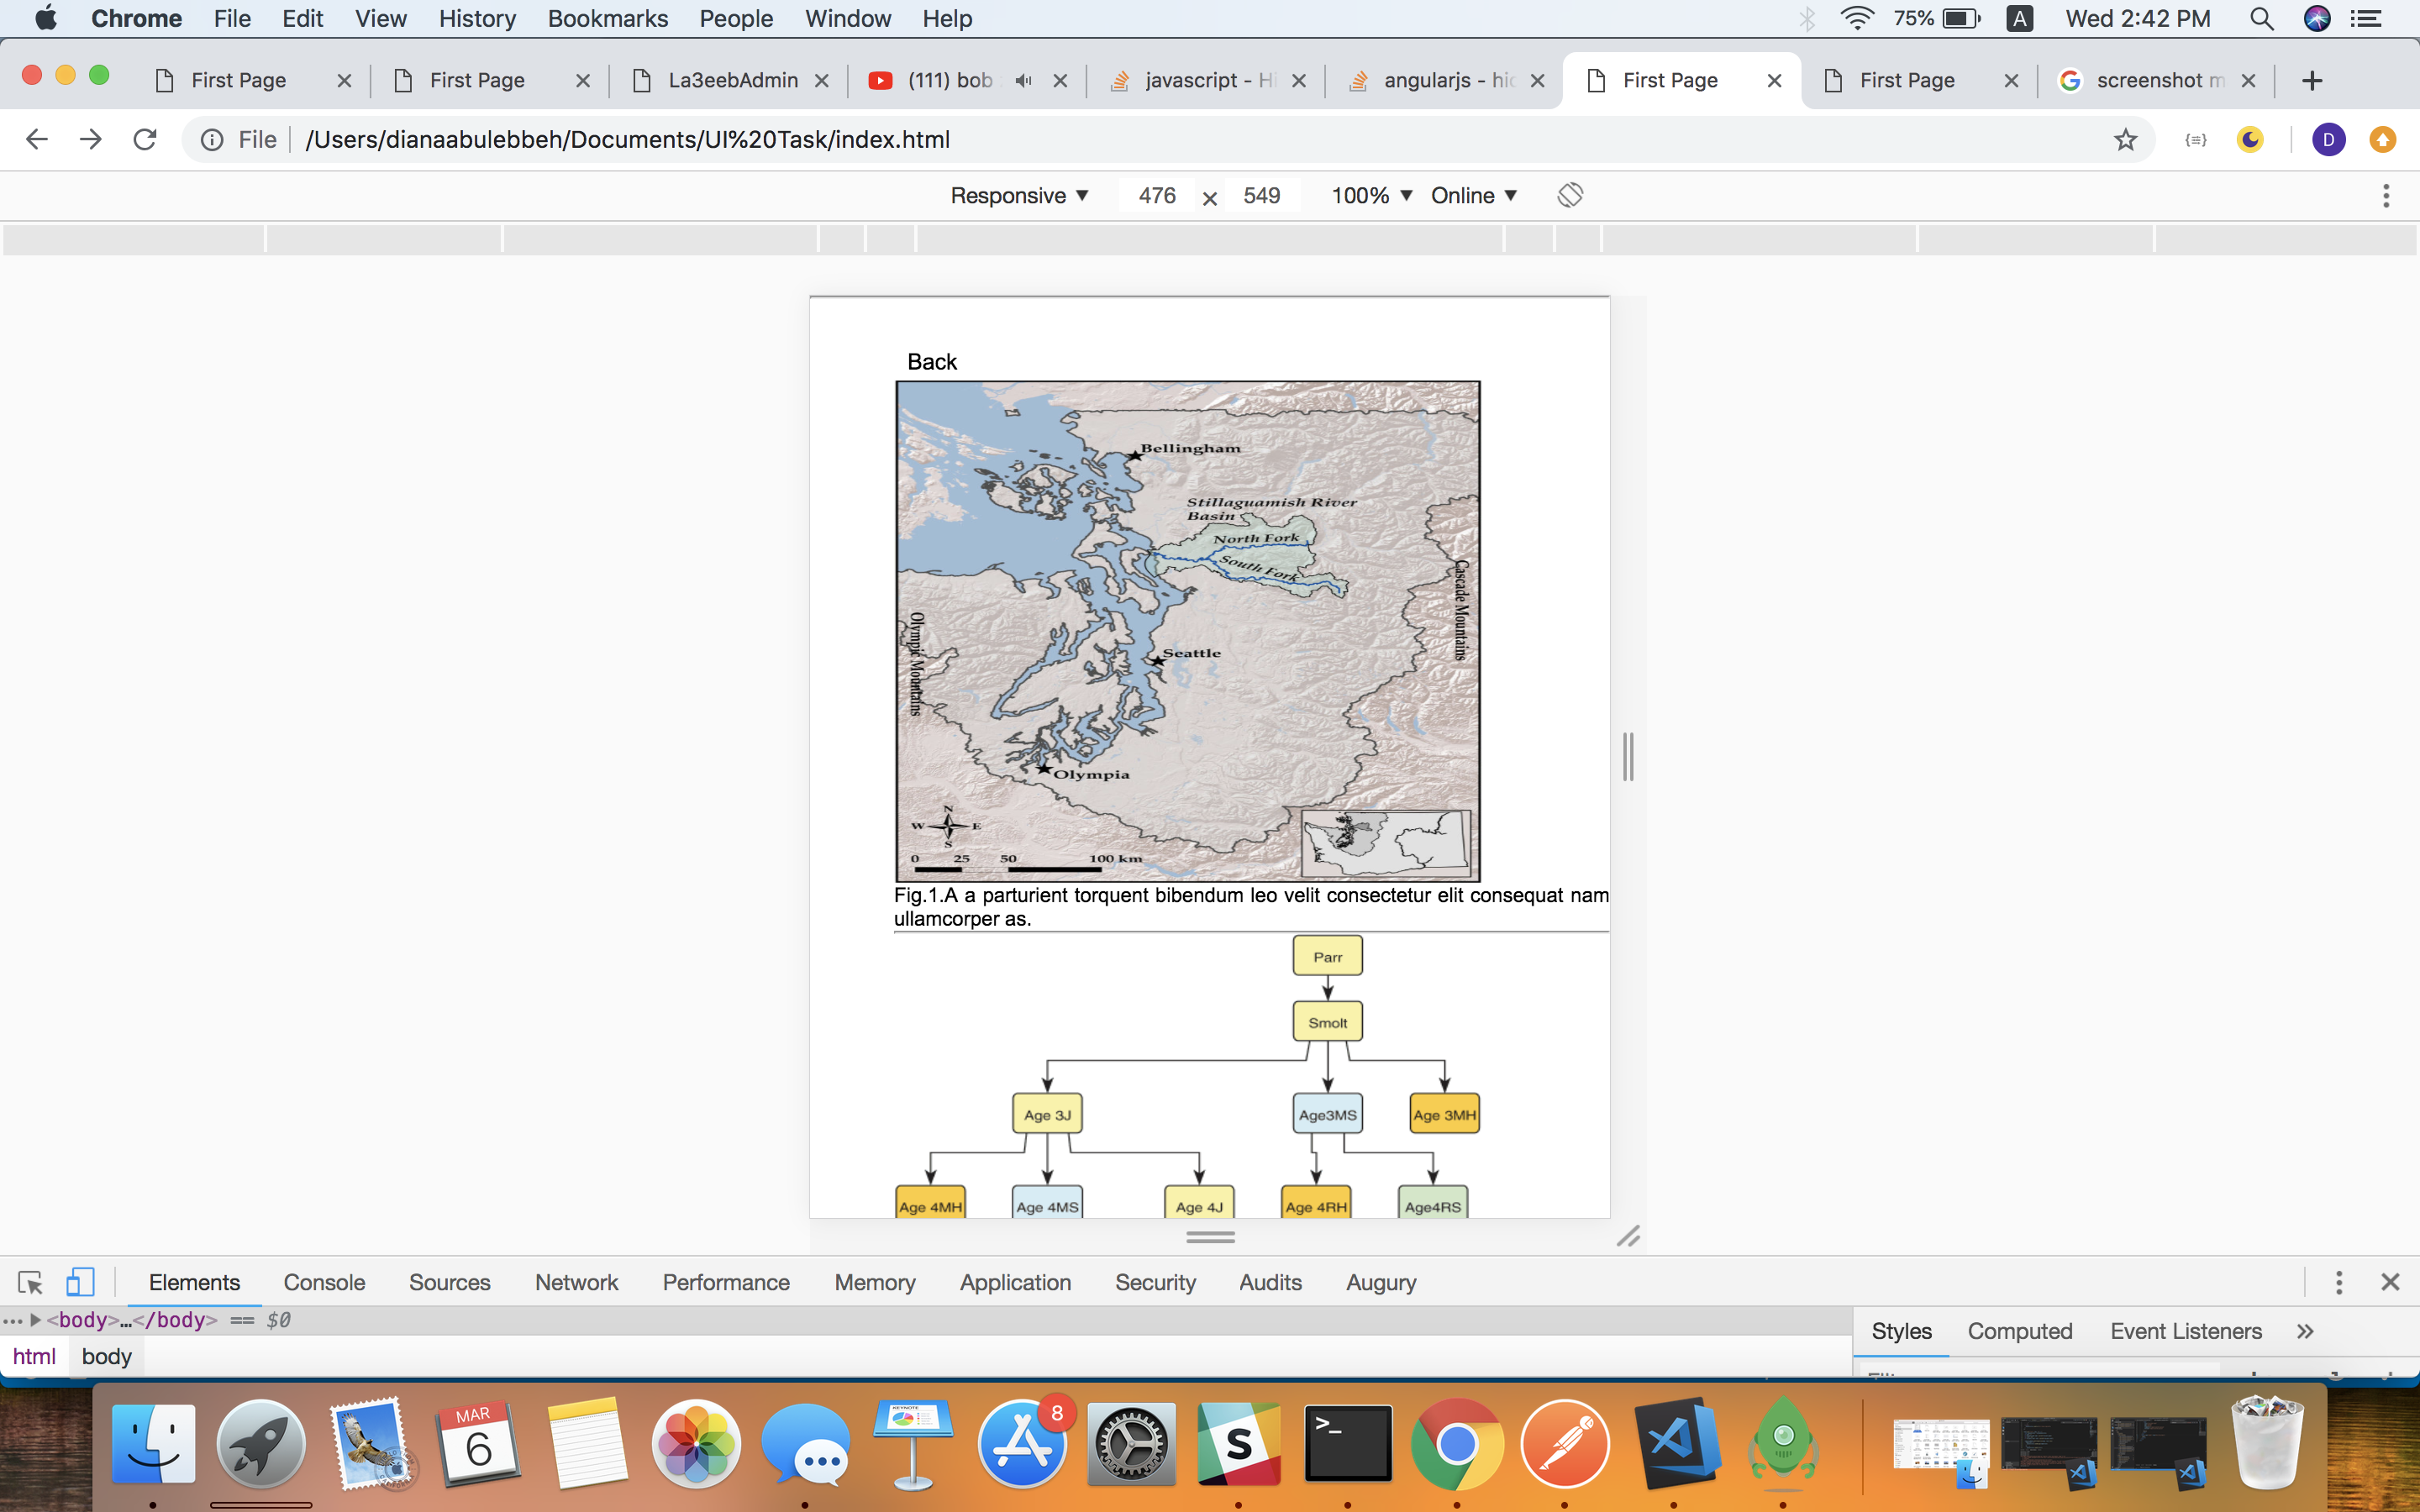 Chrome File Edit View History Bookmarks People Window Help 75% A Wed 2:42 PM
First Page First Page La3eebAdmin (111) bob javascript - Hi angularjs - hid First Page First Page screenshot m
File /Users/dianaabulebbeh/Documents/UI%20Task/index.html D
Responsive 476 × 549 100% Online
Back
Bellingham
Stillaguamish River
Basin
North Fork
South Fork
Cascade Mountains
Olympic Mountains
Seattle
Olympia
N
W E
S
0 25 50 100 km
Fig.1.A a parturient torquent bibendum leo velit consectetur elit consequat nam
ullamcorper as.
Parr
Smolt
Age 3J Age3MS Age 3MH
Age 4MH Age 4MS Age 4J Age 4RH Age4RS
Elements Console Sources Network Performance Memory Application Security Audits Augury
<body>…</body> == $0
Styles Computed Event Listeners
html body
MAR
6
KEYNOTE
8
S
>_